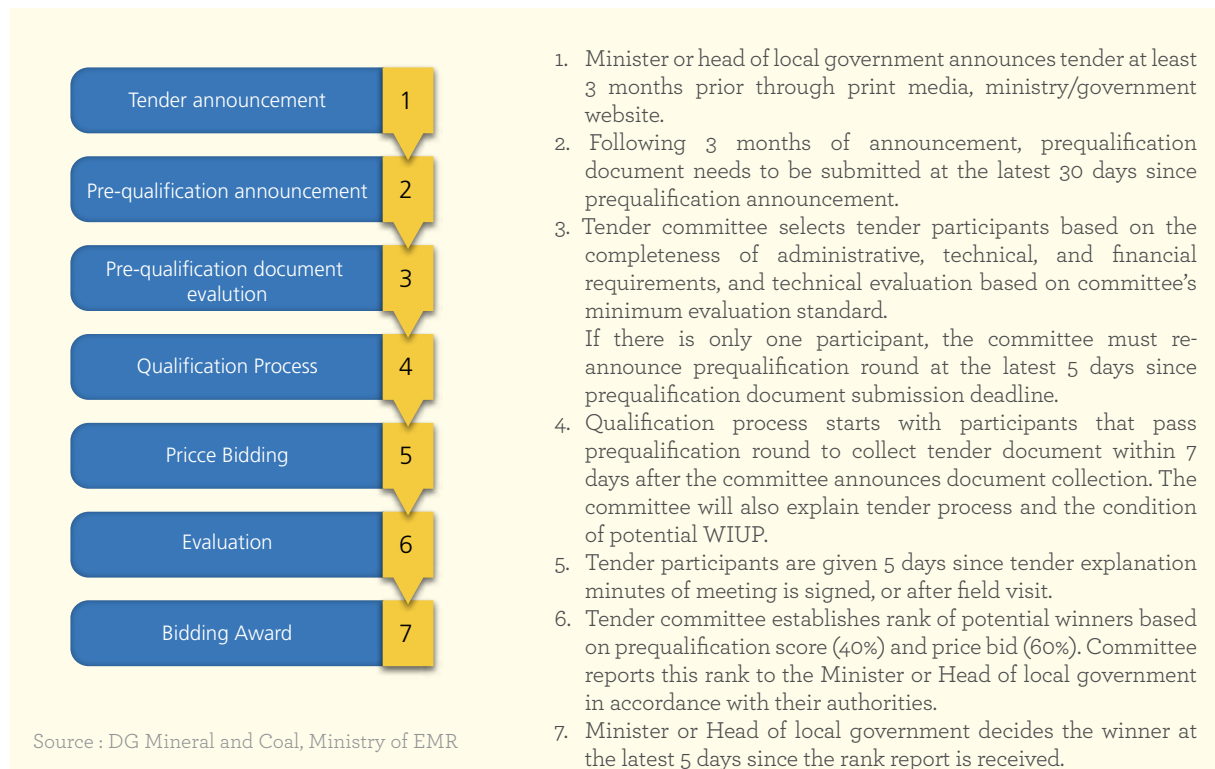 Tender announcement 1
Pre-qualification announcement 2
Pre-qualification document
evalution 3
Qualification Process 4
Pricce Bidding 5
Evaluation 6
Bidding Award 7
Source : DG Mineral and Coal, Ministry of EMR
1. Minister or head of local government announces tender at least
3 months prior through print media, ministry/government
website.
2. Following 3 months of announcement, prequalification
document needs to be submitted at the latest 30 days since
prequalification announcement.
3. Tender committee selects tender participants based on the
completeness of administrative, technical, and financial
requirements, and technical evaluation based on committee's
minimum evaluation standard.
If there is only one participant, the committee must re-
announce prequalification round at the latest 5 days since
prequalification document submission deadline.
4. Qualification process starts with participants that pass
prequalification round to collect tender document within 7
days after the committee announces document collection. The
committee will also explain tender process and the condition
of potential WIUP.
5. Tender participants are given 5 days since tender explanation
minutes of meeting is signed, or after field visit.
6. Tender committee establishes rank of potential winners based
on prequalification score (40%) and price bid (60%). Committee
reports this rank to the Minister or Head of local government
in accordance with their authorities.
7. Minister or Head of local government decides the winner at
the latest 5 days since the rank report is received.